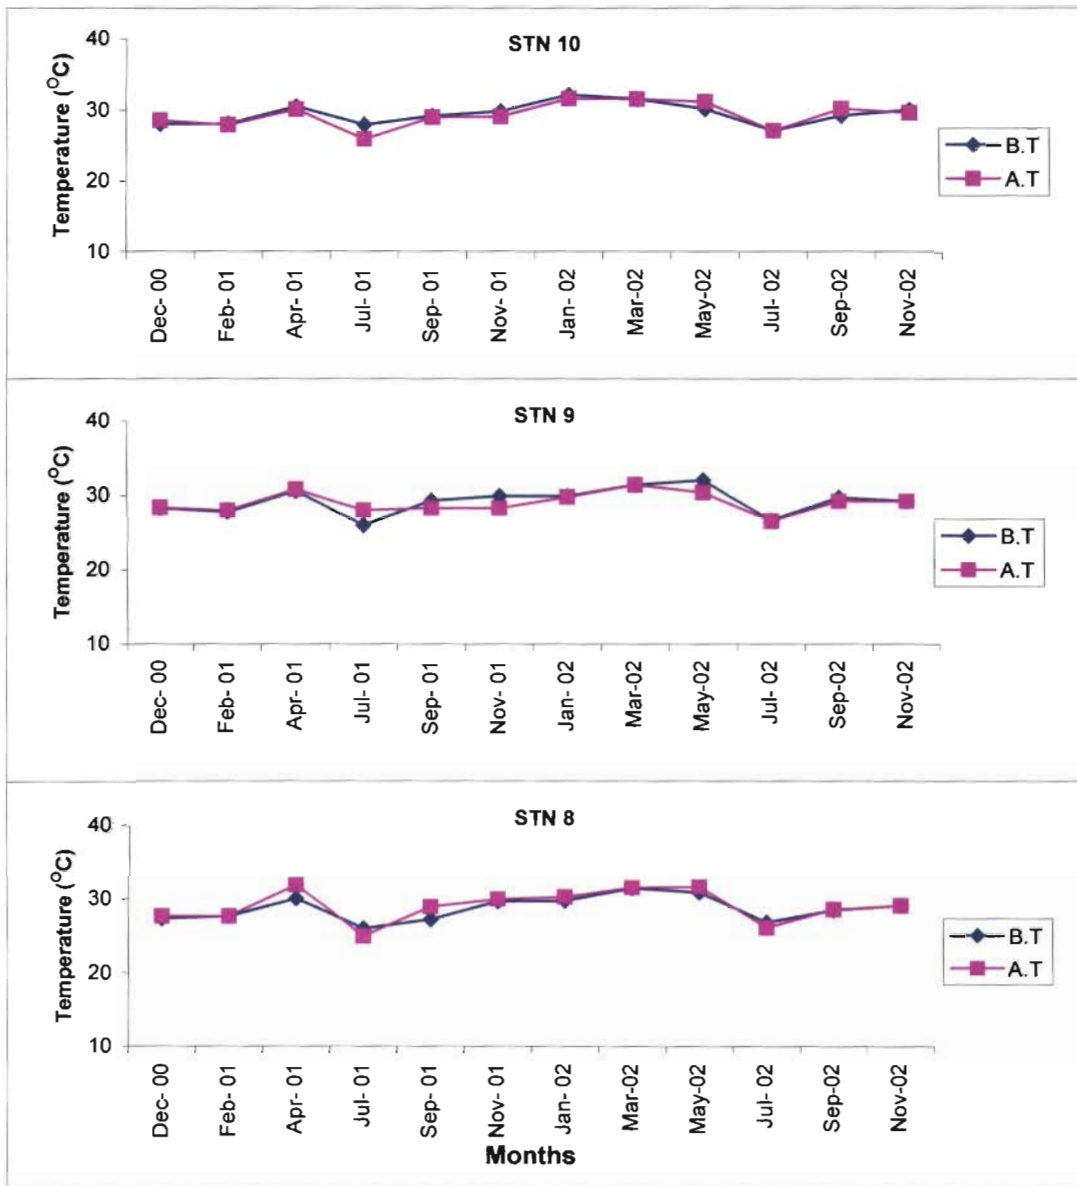 STN 10
Temperature (°C)
40
30
20
10
Dec- 00
Feb- 01
Apr- 01
Jul- 01
Sep- 01
Nov- 01
Jan- 02
Mar-02
May-02
Jul- 02
Sep-02
Nov-02
B.T
A.T
STN 9
Temperature (°C)
40
30
20
10
Dec- 00
Feb- 01
Apr- 01
Jul- 01
Sep- 01
Nov- 01
Jan- 02
Mar-02
May-02
Jul- 02
Sep-02
Nov-02
B.T
A.T
STN 8
Temperature (°C)
40
30
20
10
Dec- 00
Feb- 01
Apr- 01
Jul- 01
Sep- 01
Nov- 01
Jan- 02
Mar-02
May-02
Jul- 02
Sep-02
Nov-02
B.T
A.T
Months